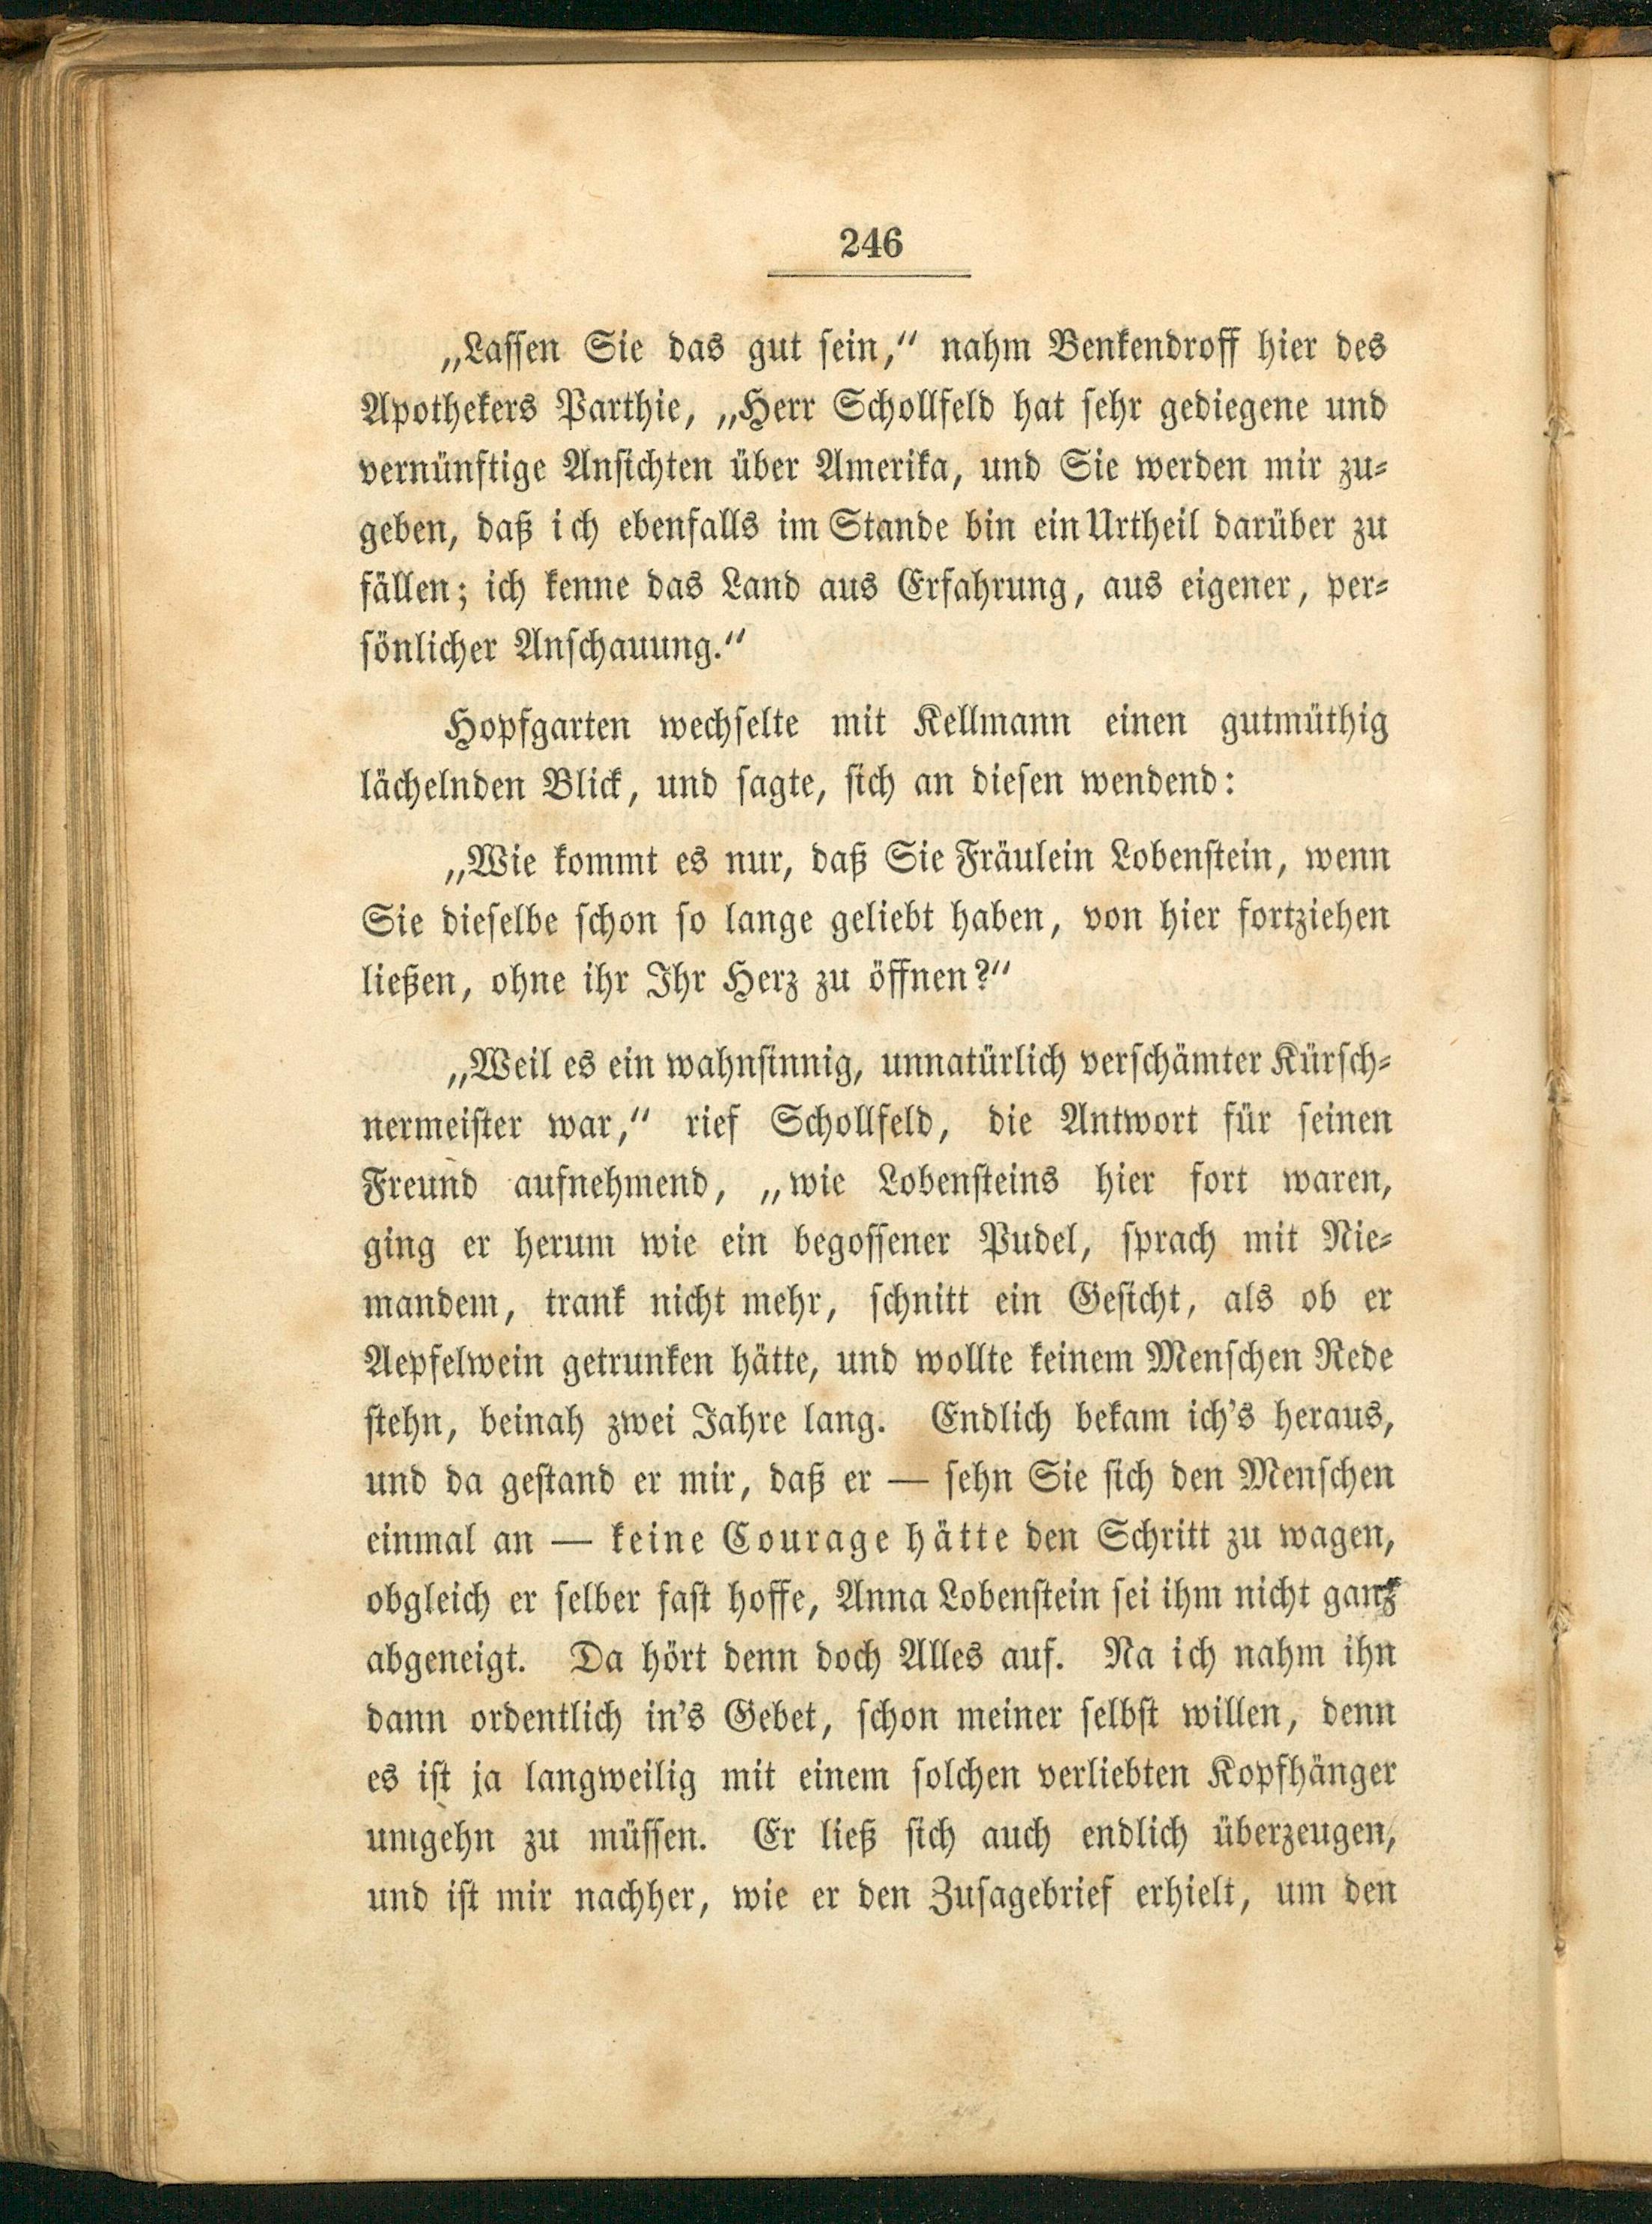 246
„Lassen Sie das gut sein,“ nahm Benkendroff hier des
Apothekers Parthie, „Herr Schollfeld hat sehr gediegene und
vernünftige Ansichten über Amerika, und Sie werden mir zu-
geben, daß ich ebenfalls im Stande bin ein Urtheil darüber zu
fällen; ich kenne das Land aus Erfahrung, aus eigener, per-
sönlicher Anschauung.“
Hopfgarten wechselte mit Kellmann einen gutmüthig
lächelnden Blick, und sagte, sich an diesen wendend:
„Wie kommt es nur, daß Sie Fräulein Lobenstein, wenn
Sie dieselbe schon so lange geliebt haben, von hier fortziehen
ließen, ohne ihr Ihr Herz zu öffnen?“
„Weil es ein wahnsinnig, unnatürlich verschämter Kürsch-
nermeister war,“ rief Schollfeld, die Antwort für seinen
Freund aufnehmend, „wie Lobensteins hier fort waren,
ging er herum wie ein begossener Pudel, sprach mit Nie-
mandem, trank nicht mehr, schnitt ein Gesicht, als ob er
Aepfelwein getrunken hätte, und wollte keinem Menschen Rede
stehn, beinah zwei Jahre lang. Endlich bekam ich's heraus,
und da gestand er mir, daß er — sehn Sie sich den Menschen
einmal an — keine Courage hätte den Schritt zu wagen,
obgleich er selber fast hoffe, Anna Lobenstein sei ihm nicht ganz
abgeneigt. Da hört denn doch Alles auf. Na ich nahm ihn
dann ordentlich in's Gebet, schon meiner selbst willen, denn
es ist ja langweilig mit einem solchen verliebten Kopfhänger
umgehn zu müssen. Er ließ sich auch endlich überzeugen,
und ist mir nachher, wie er den Zusagebrief erhielt, um den